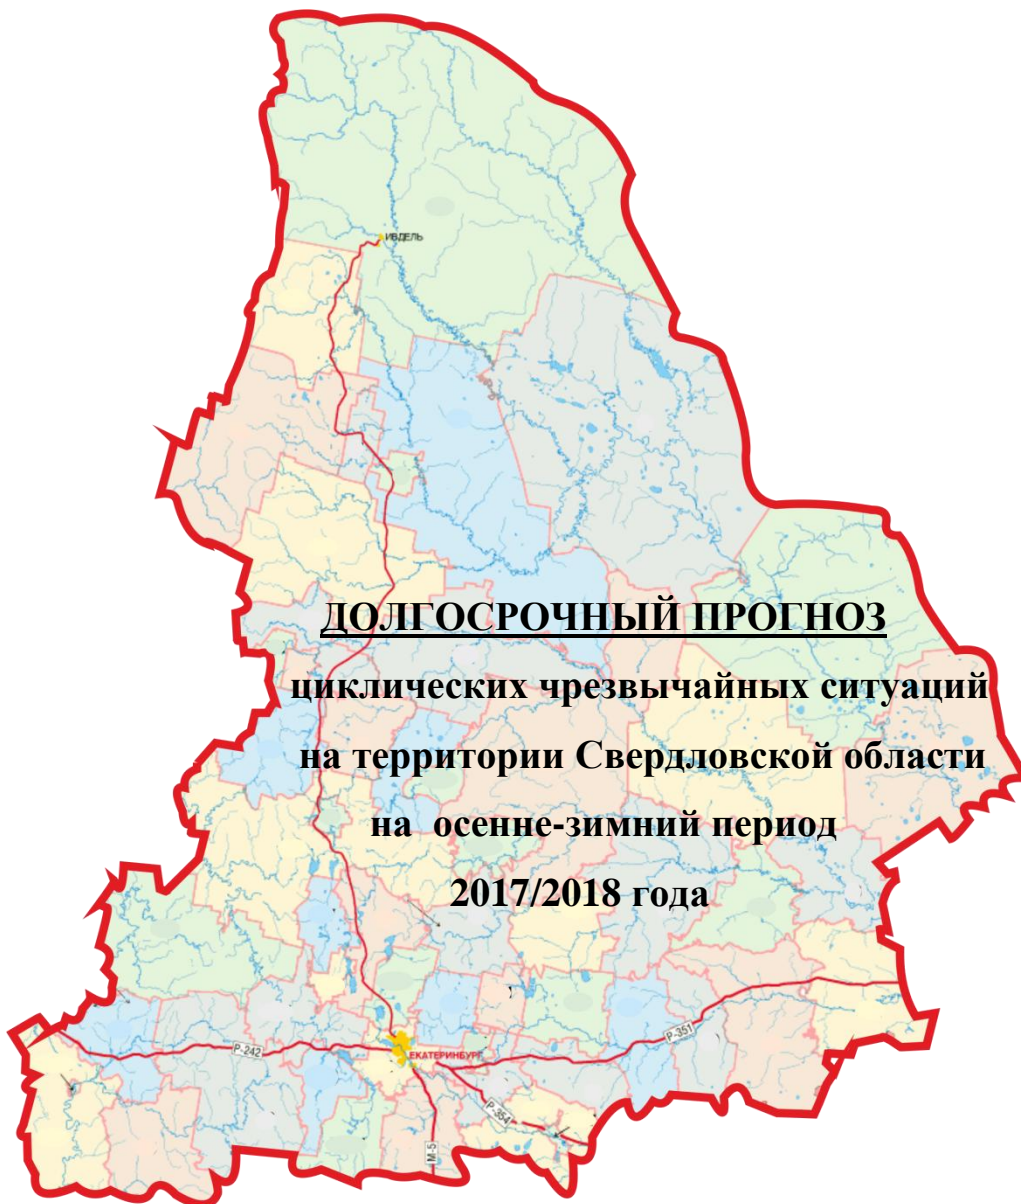 ИВДЕЛЬ
ДОЛГОСРОЧНЫЙ ПРОГНОЗ
циклических чрезвычайных ситуаций
на территории Свердловской области
на осенне-зимний период
2017/2018 года
Р-351
Р-242
ЕКАТЕРИНБУРГ
Р-354
М-5